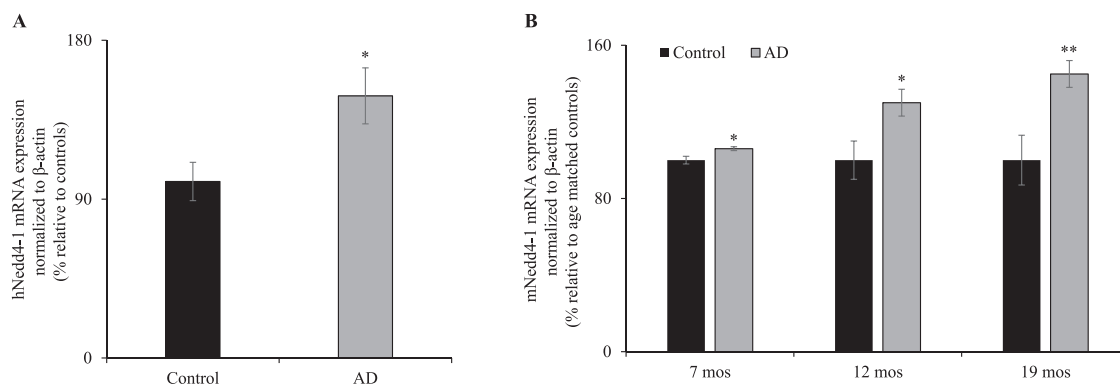 A
180
90
0
hNedd4-1 mRNA expression
normalized to β-actin
(% relative to controls)
*
Control
AD
B
160
80
0
mNedd4-1 mRNA expression
normalized to β-actin
(% relative to age matched controls)
Control
AD
*
*
**
7 mos
12 mos
19 mos